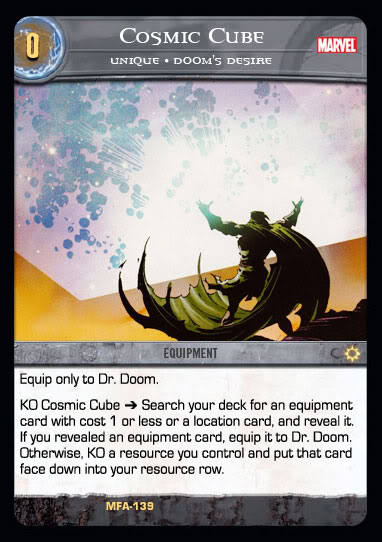 0
COSMIC CUBE
MARVEL
UNIQUE • DOOM'S DESIRE
EQUIPMENT
C
Equip only to Dr. Doom.
KO Cosmic Cube ➔ Search your deck for an equipment
card with cost 1 or less or a location card, and reveal it.
If you revealed an equipment card, equip it to Dr. Doom.
Otherwise, KO a resource you control and put that card
face down into your resource row.
MFA-139